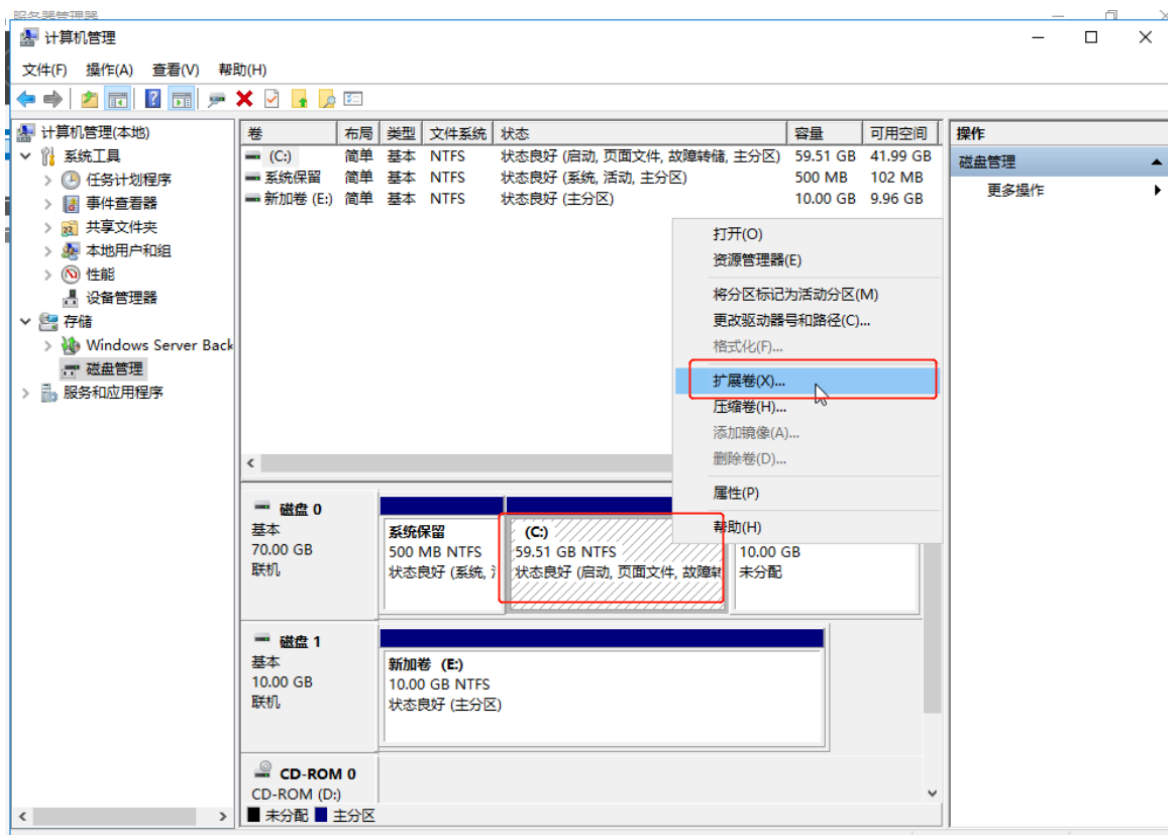 服务器管理器
计算机管理
文件(F) 操作(A) 查看(V) 帮助(H)
计算机管理(本地)
系统工具
任务计划程序
事件查看器
共享文件夹
本地用户和组
性能
设备管理器
存储
Windows Server Back
磁盘管理
服务和应用程序
卷 布局 类型 文件系统 状态 容量 可用空间
(C:) 简单 基本 NTFS 状态良好 (启动, 页面文件, 故障转储, 主分区) 59.51 GB 41.99 GB
系统保留 简单 基本 NTFS 状态良好 (系统, 活动, 主分区) 500 MB 102 MB
新加卷 (E:) 简单 基本 NTFS 状态良好 (主分区) 10.00 GB 9.96 GB
打开(O)
资源管理器(E)
将分区标记为活动分区(M)
更改驱动器号和路径(C)...
格式化(F)...
扩展卷(X)...
压缩卷(H)...
添加镜像(A)...
删除卷(D)...
属性(P)
帮助(H)
磁盘 0
基本
70.00 GB
联机
系统保留
500 MB NTFS
状态良好 (系统,
(C:)
59.51 GB NTFS
状态良好 (启动, 页面文件, 故障转
10.00 GB
未分配
磁盘 1
基本
10.00 GB
联机
新加卷 (E:)
10.00 GB NTFS
状态良好 (主分区)
CD-ROM 0
CD-ROM (D:)
未分配 主分区
操作
磁盘管理
更多操作